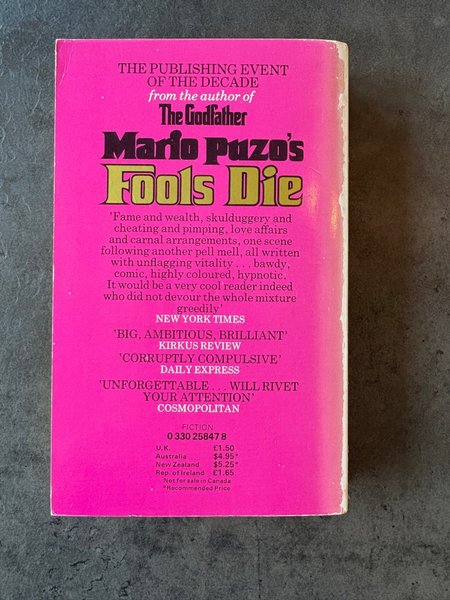 THE PUBLISHING EVENT
OF THE DECADE
from the author of
The Godfather
Mario Puzo's
Fools Die
'Fame and wealth, skulduggery and
cheating and pimping, love affairs
and carnal arrangements, one scene
following another pell mell, all written
with unflagging vitality . . . bawdy,
comic, highly coloured, hypnotic.
It would be a very cool reader indeed
who did not devour the whole mixture
greedily'
NEW YORK TIMES
'BIG, AMBITIOUS, BRILLIANT'
KIRKUS REVIEW
'CORRUPTLY COMPULSIVE'
DAILY EXPRESS
'UNFORGETTABLE . . . WILL RIVET
YOUR ATTENTION'
COSMOPOLITAN
FICTION
0 330 25847 8
U.K. £1.50
Australia $4.95*
New Zealand $5.25*
Rep. of Ireland £1.65
Not for sale in Canada
*Recommended Price